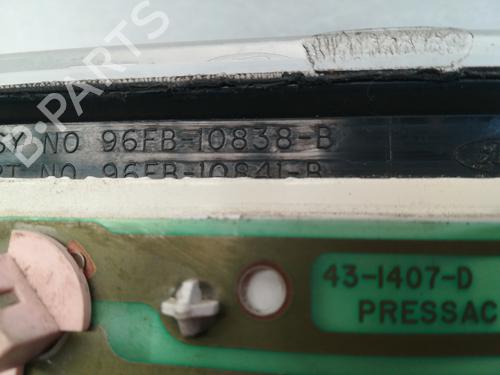 SY NO 96FB-10838-B
RT NO 96FB-10841-B
43-1407-D
PRESSAC
B-PARTS